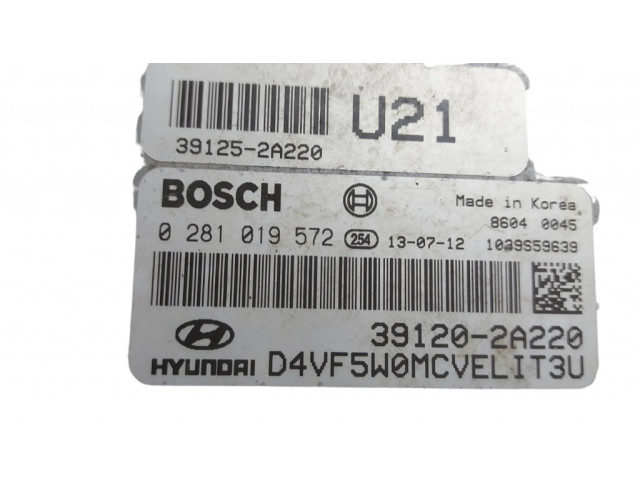 U21
39125-2A220
BOSCH
Made in Korea
8604 0045
0 281 019 572 254 13-07-12 1039S59639
39120-2A220
HYUNDAI D4VF5W0MCVELIT3U